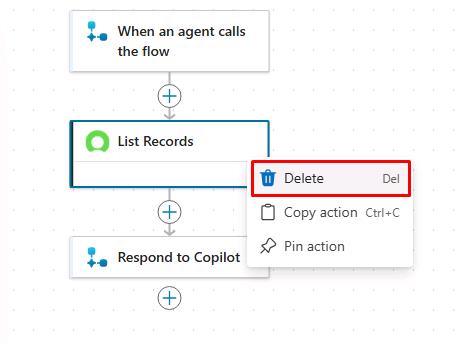 When an agent calls
the flow
List Records
Delete Del
Copy action Ctrl+C
Pin action
Respond to Copilot